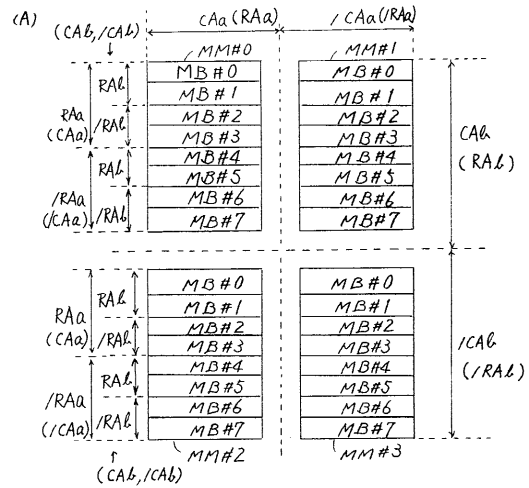 (A) CAa(RAa) /CAa(/RAa)
(CAb,/CAb) MM#0 MM#1
MB#0 MB#0
RAb MB#1 MB#1 CAb
RAa /RAb MB#2 MB#2 (RAb)
(CAa) MB#3 MB#3
RAb MB#4 MB#4
/RAa MB#5 MB#5
(/CAa) /RAb MB#6 MB#6
MB#7 MB#7
MB#0 MB#0
RAb MB#1 MB#1
RAa /RAb MB#2 MB#2
(CAa) MB#3 MB#3 /CAb
RAb MB#4 MB#4 (/RAb)
/RAa MB#5 MB#5
(/CAa) /RAb MB#6 MB#6
MB#7 MB#7
(CAb,/CAb) MM#2 MM#3